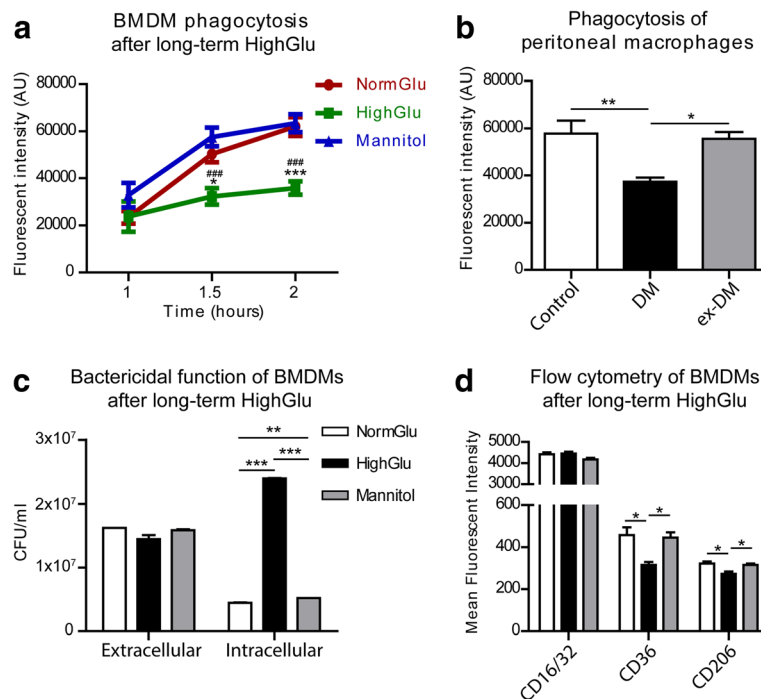 a
BMDM phagocytosis
after long-term HighGlu
Fluorescent intensity (AU)
80000
60000
40000
20000
0
1
1.5
2
Time (hours)
###
*
###
***
NormGlu
HighGlu
Mannitol
b
Phagocytosis of
peritoneal macrophages
Fluorescent intensity (AU)
80000
60000
40000
20000
0
**
*
Control
DM
ex-DM
c
Bactericidal function of BMDMs
after long-term HighGlu
CFU/ml
3x10⁷
2x10⁷
1x10⁷
0
**
***
***
Extracellular
Intracellular
NormGlu
HighGlu
Mannitol
d
Flow cytometry of BMDMs
after long-term HighGlu
Mean Fluorescent Intensity
5000
4000
3000
600
400
200
0
*
*
*
*
CD16/32
CD36
CD206